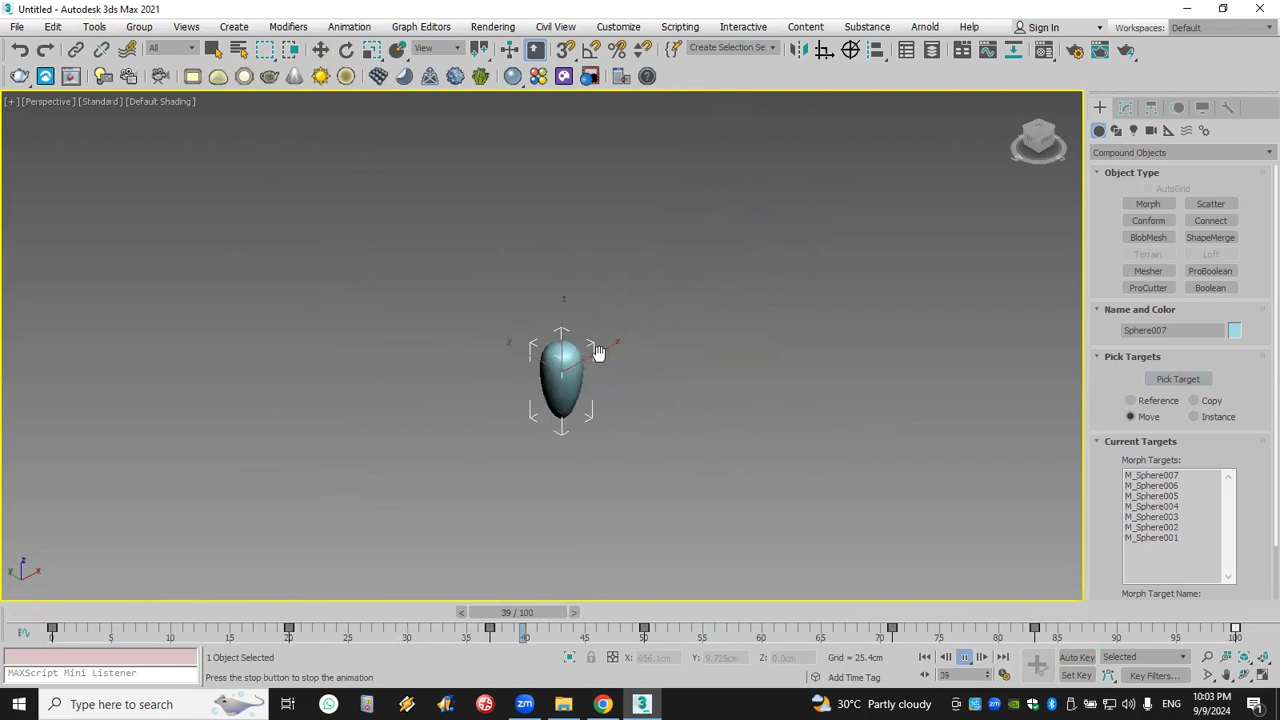 Untitled - Autodesk 3ds Max 2021
File Edit Tools Group Views Create Modifiers Animation Graph Editors Rendering Civil View Customize Scripting Interactive Content Substance Arnold Help Sign In Workspaces: Default
All View Create Selection Se
[+] [Perspective] [Standard] [Default Shading]
Compound Objects
Object Type
AutoGrid
Morph Scatter
Conform Connect
BlobMesh ShapeMerge
Terrain Loft
Mesher ProBoolean
ProCutter Boolean
Name and Color
Sphere007
Pick Targets
Pick Target
Reference Copy
Move Instance
Current Targets
Morph Targets:
M_Sphere007
M_Sphere006
M_Sphere005
M_Sphere004
M_Sphere003
M_Sphere002
M_Sphere001
Morph Target Name:
z
y x
z
y x
< 39 / 100 >
0 5 10 15 20 25 30 35 40 45 50 55 60 65 70 75 80 85 90 95 100
1 Object Selected X: 956.1cm Y: 9.725cm Z: 0.0cm Grid = 25.4cm Auto Key Selected
MAXScript Mini Listener Press the stop button to stop the animation Add Time Tag 39 Set Key Key Filters...
Type here to search 30°C Partly cloudy ENG 10:03 PM
9/9/2024